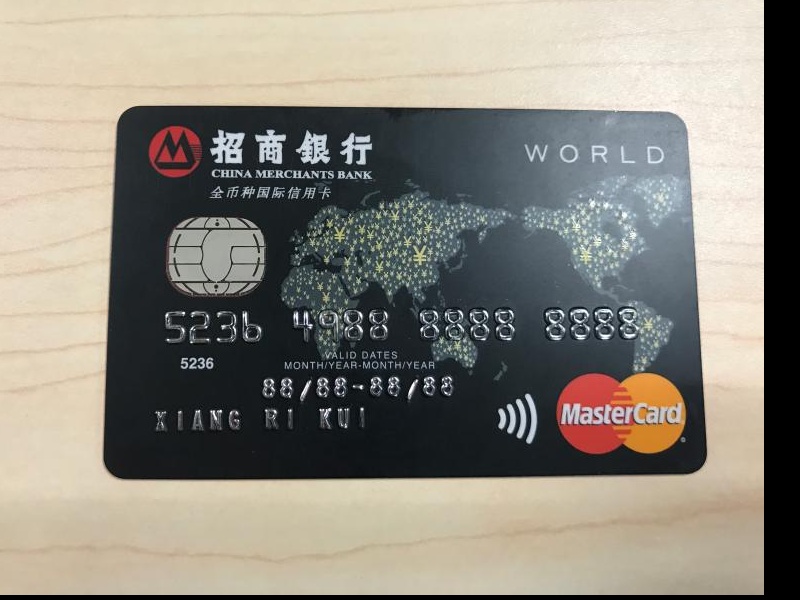 招商銀行
CHINA MERCHANTS BANK
全币种国际信用卡
WORLD
5236 4988 8888 8888
5236
VALID DATES
MONTH/YEAR-MONTH/YEAR
88/88-88/88
XIANG RI KUI
MasterCard